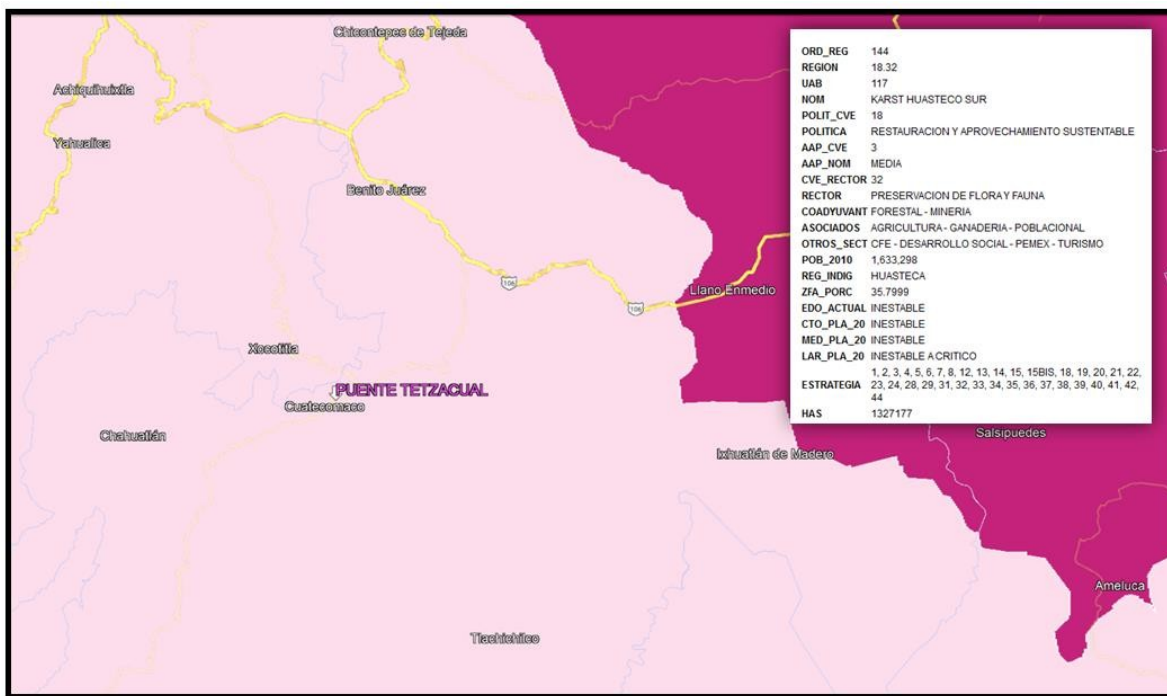 Chicontepec de Tejeda
Achiquihuixtla
Yahualica
Benito Juárez
106
106
Llano Enmedio
Xocotitla
PUENTE TETZACUAL
Cuatecomaco
Chahuatlán
Ixhuatlán de Madero
Salsipuedes
Ameluca
Tlachichilco
ORD_REG 144
REGION 18.32
UAB 117
NOM KARST HUASTECO SUR
POLIT_CVE 18
POLITICA RESTAURACION Y APROVECHAMIENTO SUSTENTABLE
AAP_CVE 3
AAP_NOM MEDIA
CVE_RECTOR 32
RECTOR PRESERVACION DE FLORA Y FAUNA
COADYUVANT FORESTAL - MINERIA
ASOCIADOS AGRICULTURA - GANADERIA - POBLACIONAL
OTROS_SECT CFE - DESARROLLO SOCIAL - PEMEX - TURISMO
POB_2010 1,633,298
REG_INDIG HUASTECA
ZFA_PORC 35.7999
EDO_ACTUAL INESTABLE
CTO_PLA_20 INESTABLE
MED_PLA_20 INESTABLE
LAR_PLA_20 INESTABLE A CRITICO
ESTRATEGIA 1, 2, 3, 4, 5, 6, 7, 8, 12, 13, 14, 15, 15BIS, 18, 19, 20, 21, 22,
23, 24, 28, 29, 31, 32, 33, 34, 35, 36, 37, 38, 39, 40, 41, 42,
44
HAS 1327177